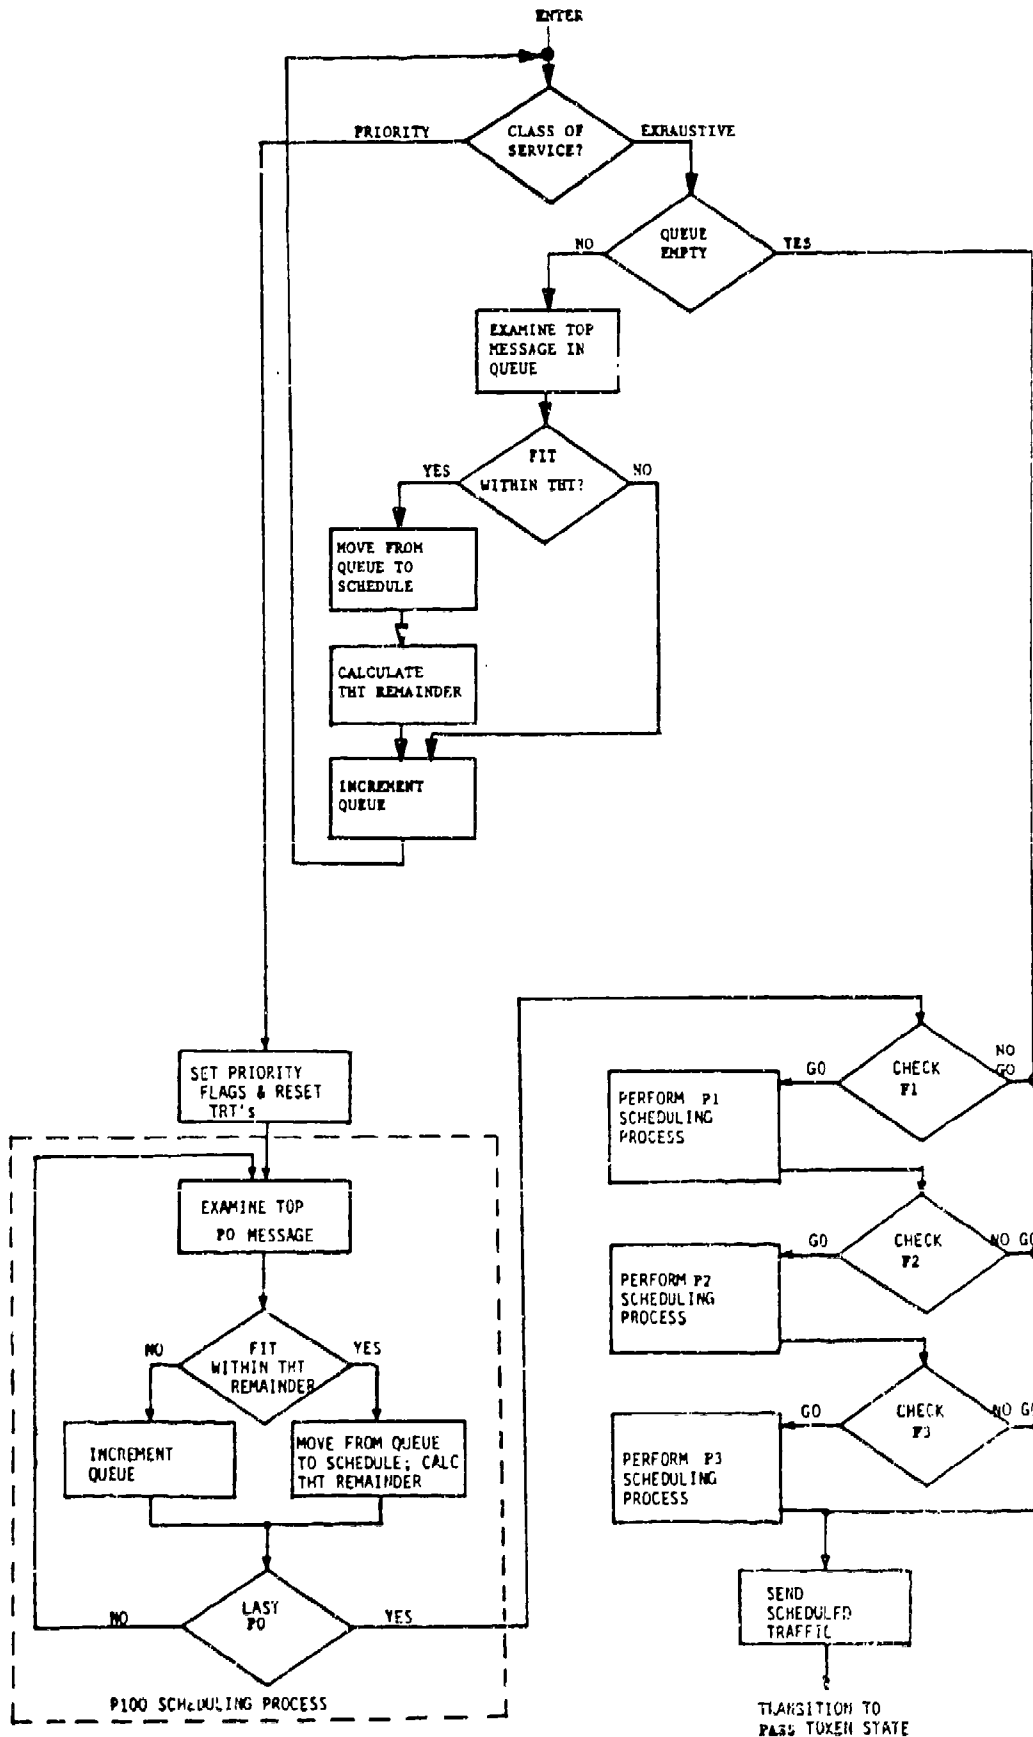 ENTER
CLASS OF
SERVICE?
PRIORITY
EXHAUSTIVE
QUEUE
EMPTY
NO
YES
EXAMINE TOP
MESSAGE IN
QUEUE
FIT
WITHIN THT?
YES
NO
MOVE FROM
QUEUE TO
SCHEDULE
CALCULATE
THT REMAINDER
INCREMENT
QUEUE
SET PRIORITY
FLAGS & RESET
TRT's
EXAMINE TOP
P0 MESSAGE
FIT
WITHIN THT
REMAINDER
NO
YES
INCREMENT
QUEUE
MOVE FROM QUEUE
TO SCHEDULE; CALC
THT REMAINDER
LAST
P0
NO
YES
P100 SCHEDULING PROCESS
CHECK
P1
GO
NO
GO
PERFORM P1
SCHEDULING
PROCESS
CHECK
P2
GO
NO GO
PERFORM P2
SCHEDULING
PROCESS
CHECK
P3
GO
NO GO
PERFORM P3
SCHEDULING
PROCESS
SEND
SCHEDULED
TRAFFIC
TRANSITION TO
PASS TOKEN STATE